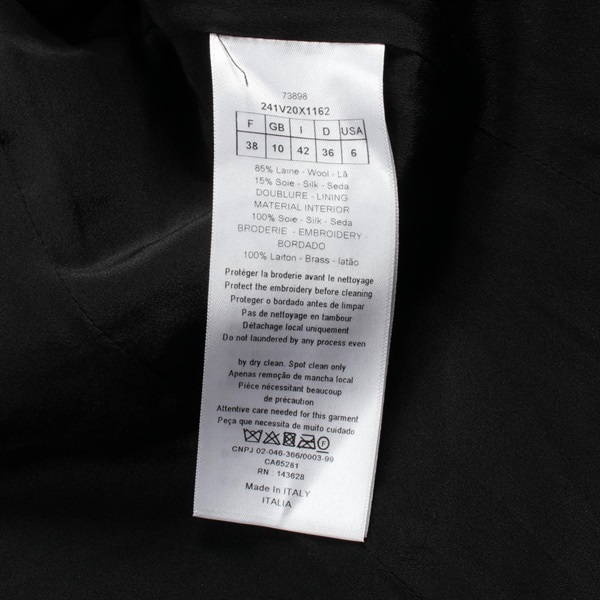 73898
241V20X1162
F GB I D USA
38 10 42 36 6
85% Laine - Wool - Lã
15% Soie - Silk - Seda
DOUBLURE - LINING
MATERIAL INTERIOR
100% Soie - Silk - Seda
BRODERIE - EMBROIDERY -
BORDADO
100% Laiton - Brass - latão
Protéger la broderie avant le nettoyage
Protect the embroidery before cleaning
Proteger o bordado antes de limpar
Pas de nettoyage en tambour
Détachage local uniquement
Do not laundered by any process even
by dry clean. Spot clean only
Apenas remoção de mancha local
Pièce nécessitant beaucoup
de précaution
Attentive care needed for this garment
Peça que necessita de muito cuidado
F
CNPJ 02-046-366/0003-99
CA65281
RN : 143628
Made In ITALY
ITALIA